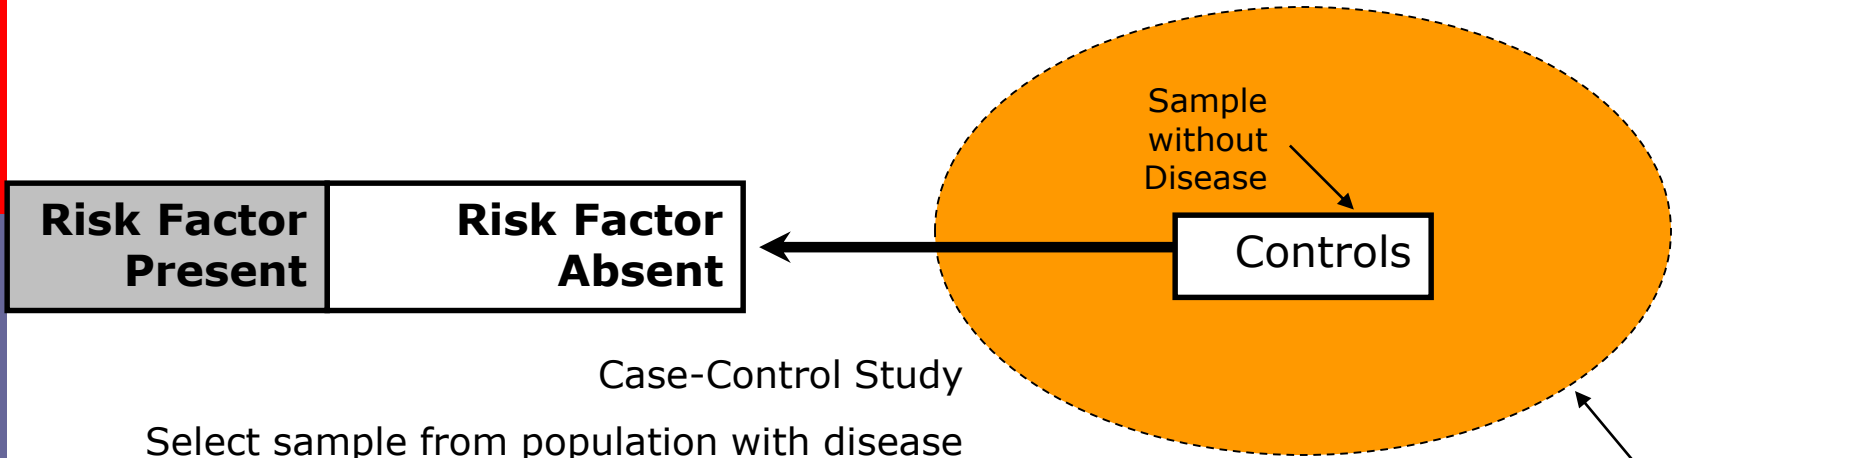 Sample
without
Disease
Risk Factor
Present
Risk Factor
Absent
Controls
Case-Control Study
Select sample from population with disease